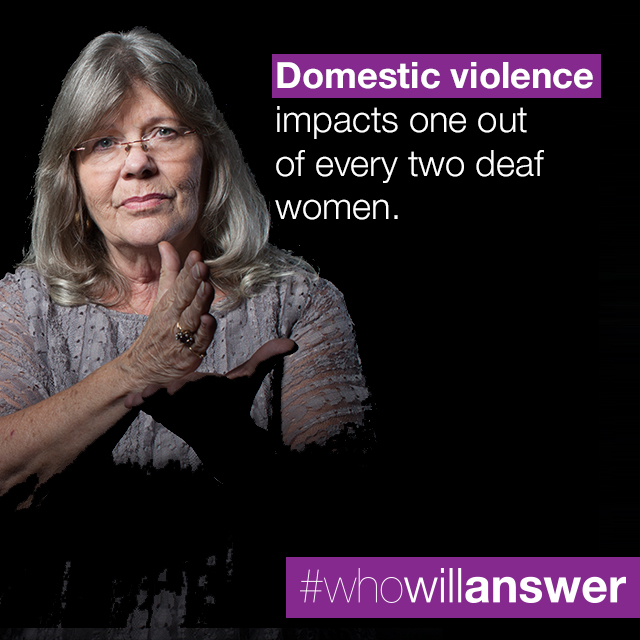 Domestic violence
impacts one out
of every two deaf
women.
#whowillanswer